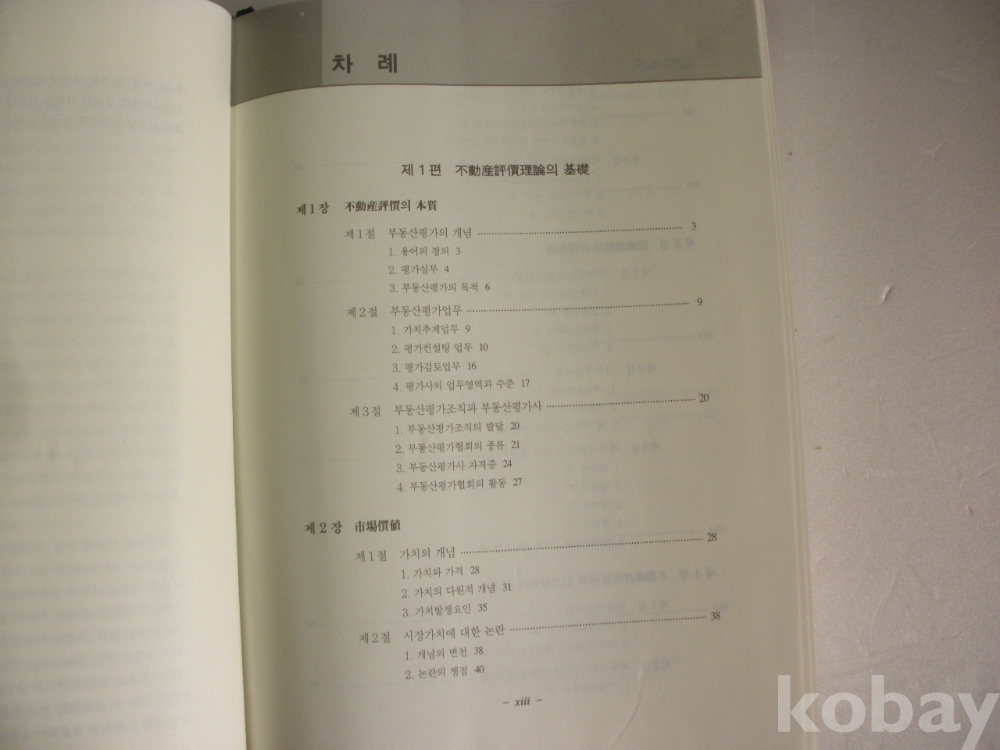 차 례
제1편 不動産評價理論의 基礎
제1장 不動産評價의 本質
제1절 부동산평가의 개념 3
1. 용어의 정의 3
2. 평가실무 4
3. 부동산평가의 목적 6
제2절 부동산평가업무 9
1. 가치추계업무 9
2. 평가컨설팅 업무 10
3. 평가검토업무 16
4. 평가사의 업무영역과 수준 17
제3절 부동산평가조직과 부동산평가사 20
1. 부동산평가조직의 발달 20
2. 부동산평가협회의 종류 21
3. 부동산평가사 자격증 24
4. 부동산평가협회의 활동 27
제2장 市場價値
제1절 가치의 개념 28
1. 가치와 가격 28
2. 가치의 다원적 개념 31
3. 가치발생요인 35
제2절 시장가치에 대한 논란 38
1. 개념의 변천 38
2. 논란의 쟁점 40
- xiii -
kobay